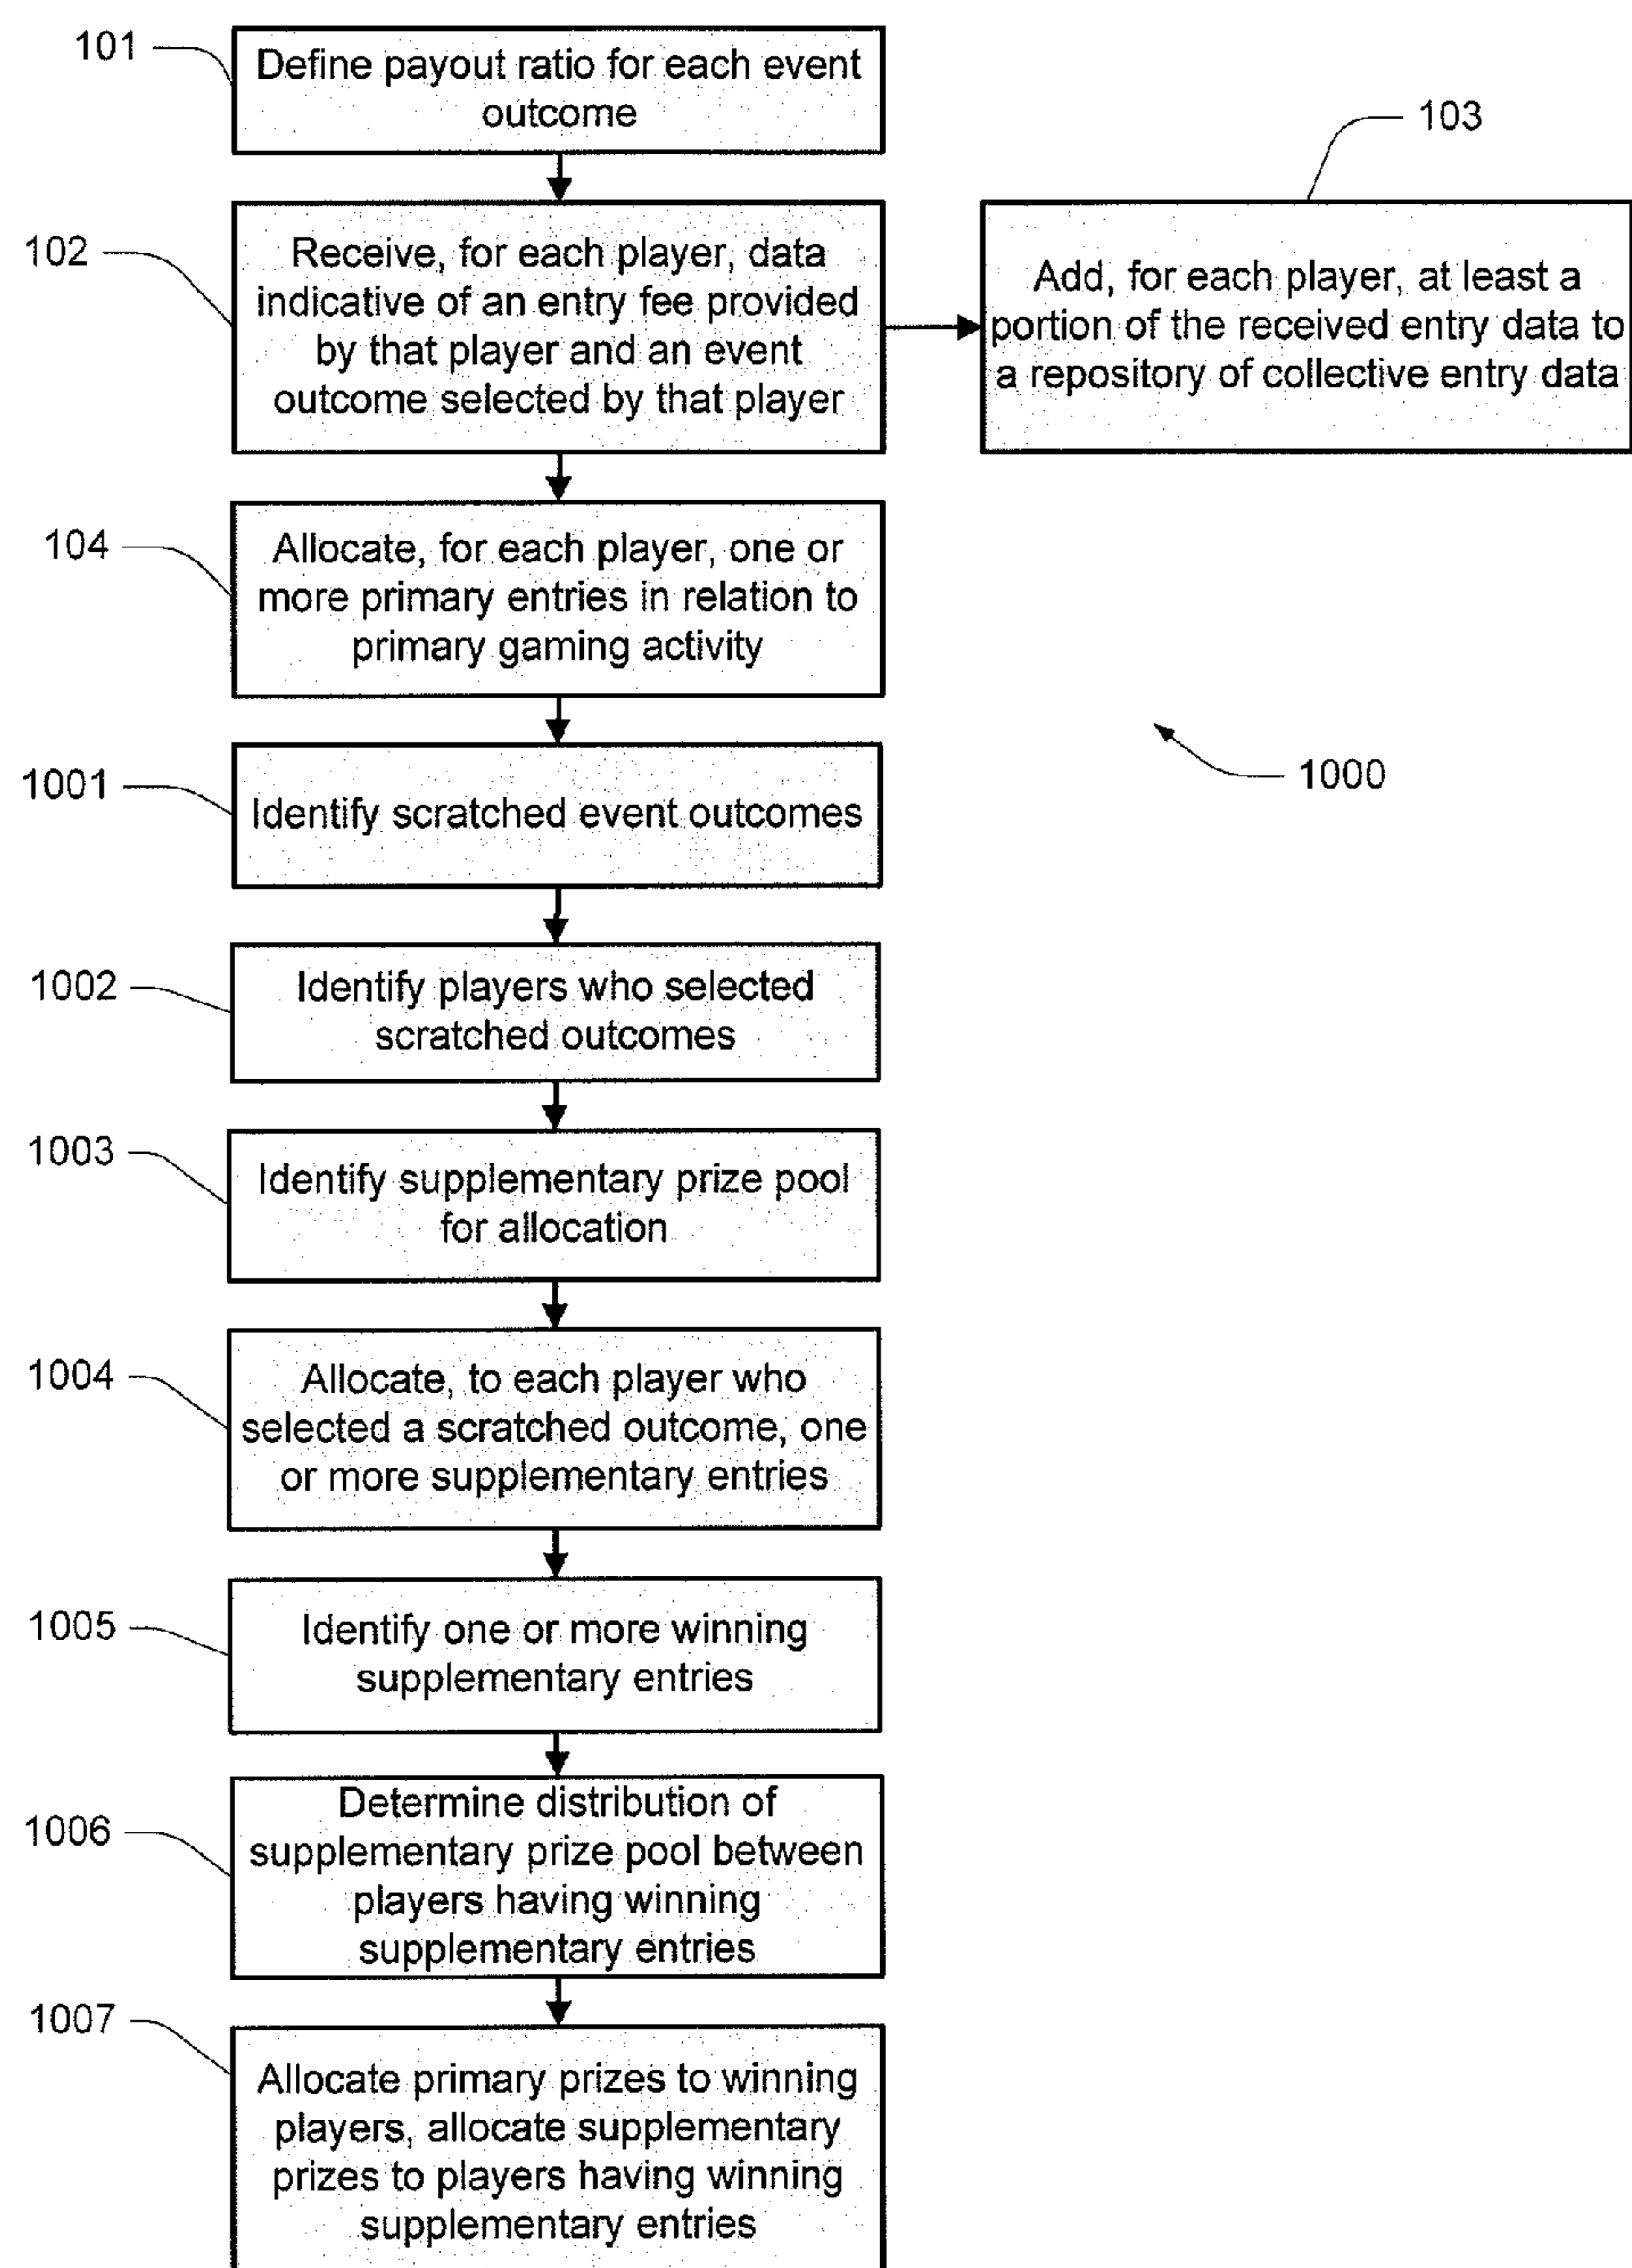 101
Define payout ratio for each event
outcome
103
102
Receive, for each player, data
indicative of an entry fee provided
by that player and an event
outcome selected by that player
Add, for each player, at least a
portion of the received entry data to
a repository of collective entry data
104
Allocate, for each player, one or
more primary entries in relation to
primary gaming activity
1000
1001
Identify scratched event outcomes
1002
Identify players who selected
scratched outcomes
1003
Identify supplementary prize pool
for allocation
1004
Allocate, to each player who
selected a scratched outcome, one
or more supplementary entries
1005
Identify one or more winning
supplementary entries
1006
Determine distribution of
supplementary prize pool between
players having winning
supplementary entries
1007
Allocate primary prizes to winning
players, allocate supplementary
prizes to players having winning
supplementary entries